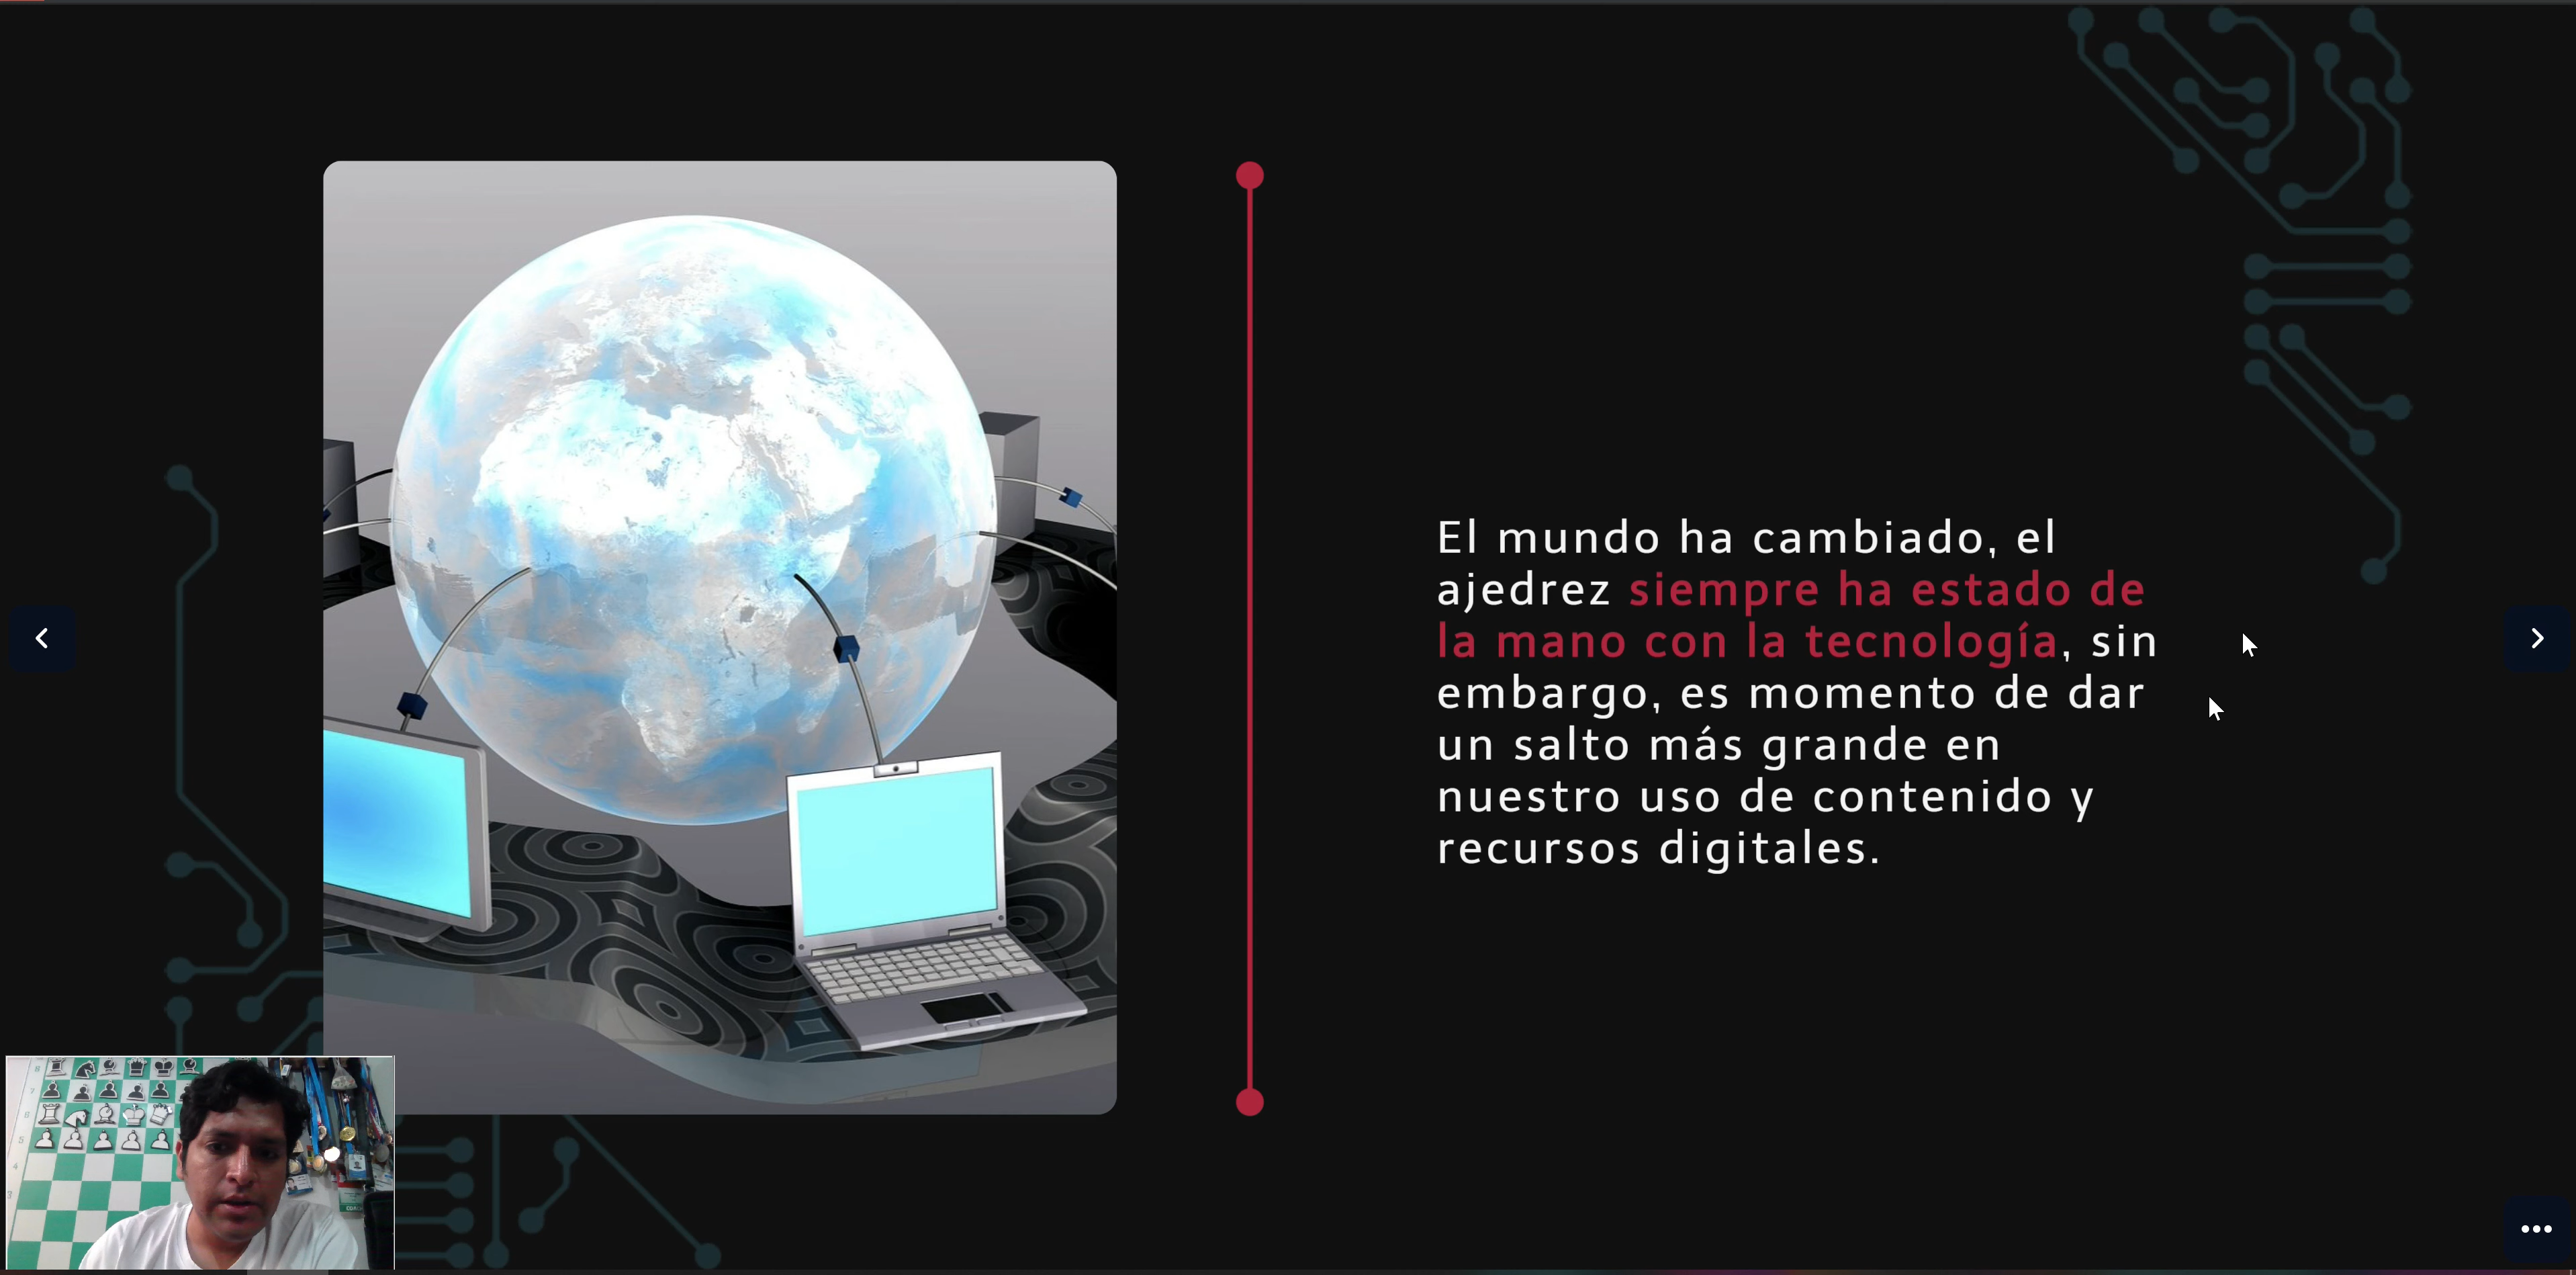 El mundo ha cambiado, el
ajedrez siempre ha estado de
la mano con la tecnología, sin
embargo, es momento de dar
un salto más grande en
nuestro uso de contenido y
recursos digitales.